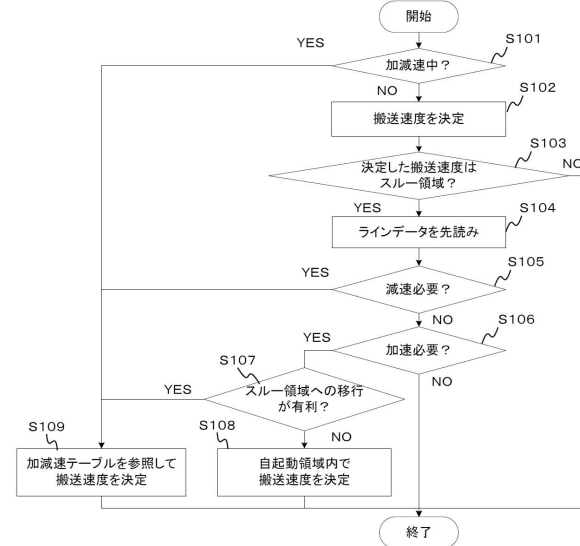 開始
YES
S101
加減速中？
NO
S102
搬送速度を決定
S103
決定した搬送速度は
スルー領域？
NO
YES
S104
ラインデータを先読み
S105
YES
減速必要？
NO
S106
YES
加速必要？
S107
NO
YES
スルー領域への移行
が有利？
S109
S108
NO
加減速テーブルを参照して
搬送速度を決定
自起動領域内で
搬送速度を決定
終了